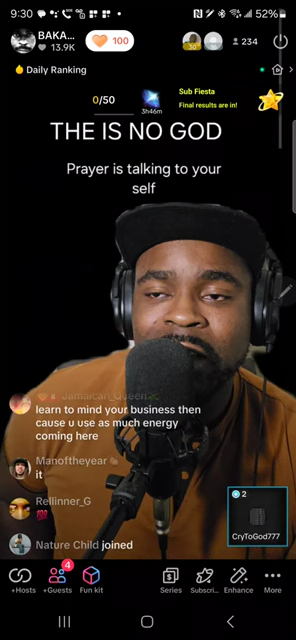 9:30
52%
BAKA...
13.9K
100
30
234
Daily Ranking
0/50
3h46m
Sub Fiesta
Final results are in!
THE IS NO GOD
Prayer is talking to your
self
Jamaican_Queen
learn to mind your business then
cause u use as much energy
coming here
Manoftheyear
it
Rellinner_G
💯
Nature Child joined
2
CryToGod777
4
+Hosts
+Guests
Fun kit
Series
Subscri...
Enhance
More